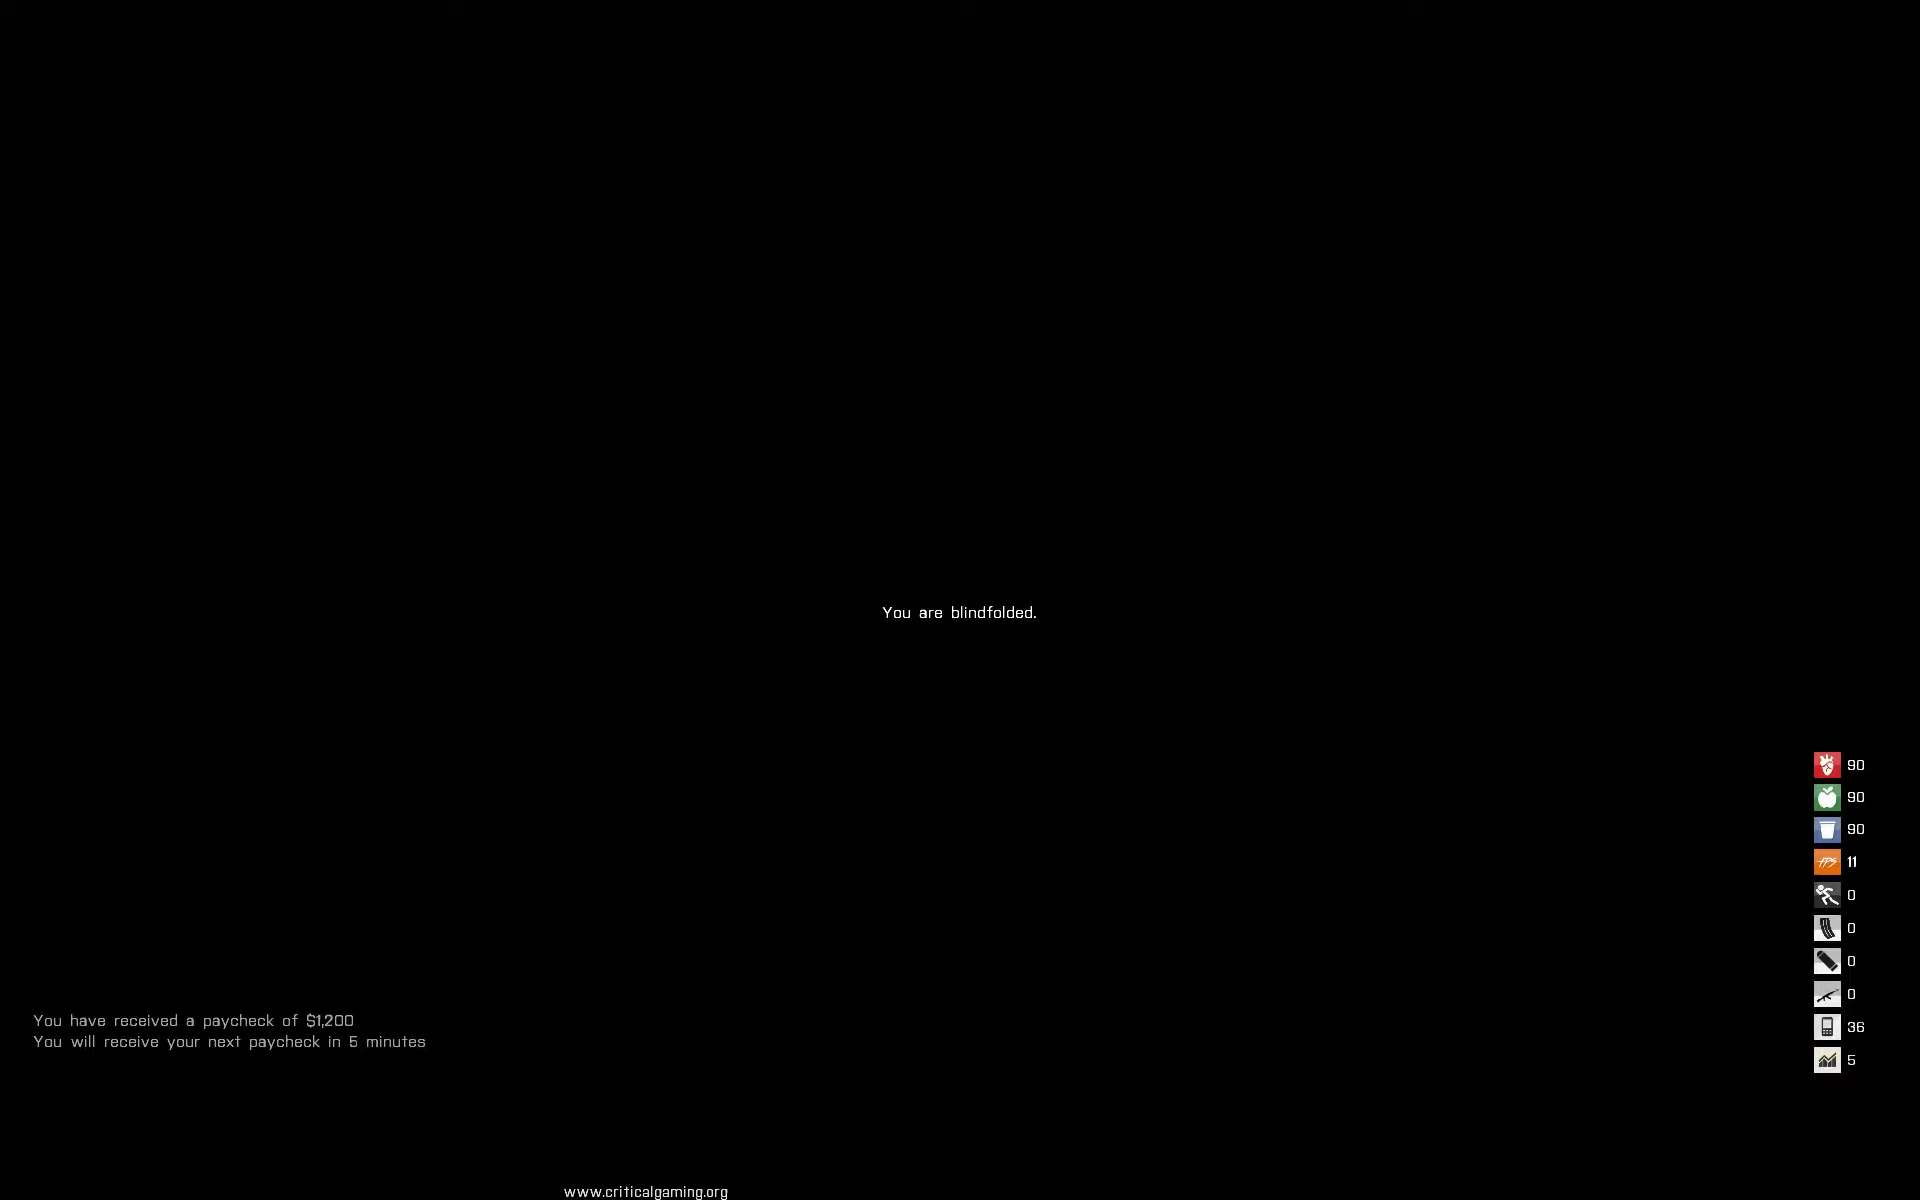 You are blindfolded.
90
90
90
FPS 11
0
0
0
0
36
5
You have received a paycheck of $1,200
You will receive your next paycheck in 5 minutes
www.criticalgaming.org